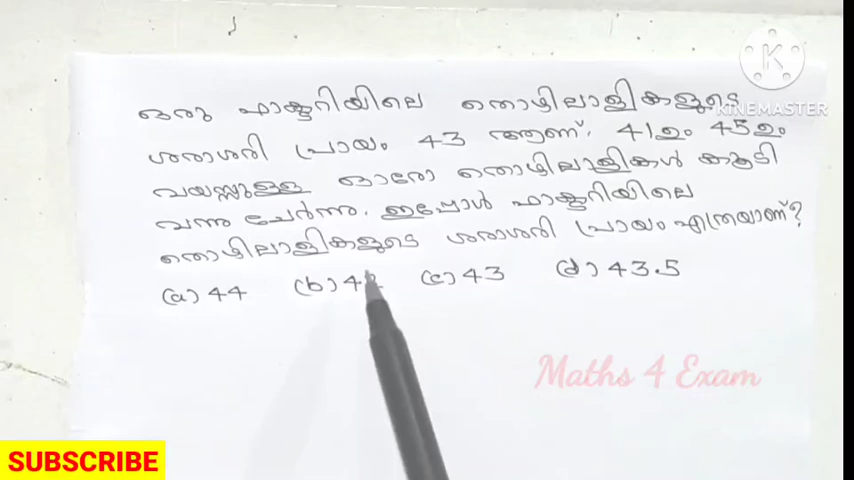 ഒരു ഫാക്ടറിയിലെ തൊഴിലാളികളുടെ
ശരാശരി പ്രായം 43 ആണ്. 41ഉം 45ഉം
വയസ്സുള്ള ഓരോ തൊഴിലാളികൾ കൂടി
വന്നു ചേർന്നു. ഇപ്പോൾ ഫാക്ടറിയിലെ
തൊഴിലാളികളുടെ ശരാശരി പ്രായം എത്രയാണ്?
(a) 44 (b) (c) 43 (d) 43.5
KINEMASTER
Maths 4 Exam
SUBSCRIBE